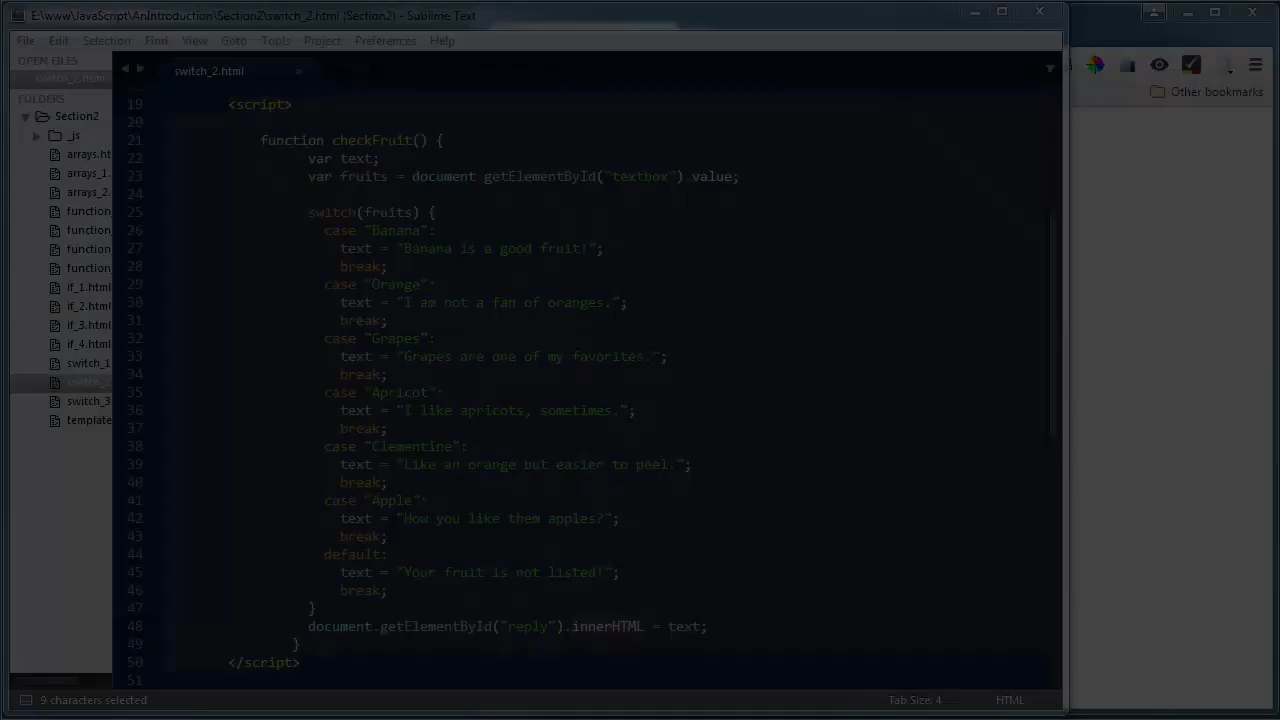 E:\www\JavaScript\AnIntroduction\Section2\switch_2.html (Section2) - Sublime Text
File Edit Selection Find View Goto Tools Project Preferences Help
OPEN FILES
switch_2.html
FOLDERS
Section2
_js
arrays.ht
arrays_1.
arrays_2.
function_
function_
function_
function_
if_1.html
if_2.html
if_3.html
if_4.html
switch_1
switch_2
switch_3
template
switch_2.html
19 <script>
20
21 function checkFruit() {
22 var text;
23 var fruits = document.getElementById("textbox").value;
24
25 switch(fruits) {
26 case "Banana":
27 text = "Banana is a good fruit!";
28 break;
29 case "Orange":
30 text = "I am not a fan of oranges.";
31 break;
32 case "Grapes":
33 text = "Grapes are one of my favorites.";
34 break;
35 case "Apricot":
36 text = "I like apricots, sometimes.";
37 break;
38 case "Clementine":
39 text = "Like an orange but easier to peel.";
40 break;
41 case "Apple":
42 text = "How you like them apples?";
43 break;
44 default:
45 text = "Your fruit is not listed!";
46 break;
47 }
48 document.getElementById("reply").innerHTML = text;
49 }
50 </script>
51
9 characters selected
Tab Size: 4
HTML
Other bookmarks